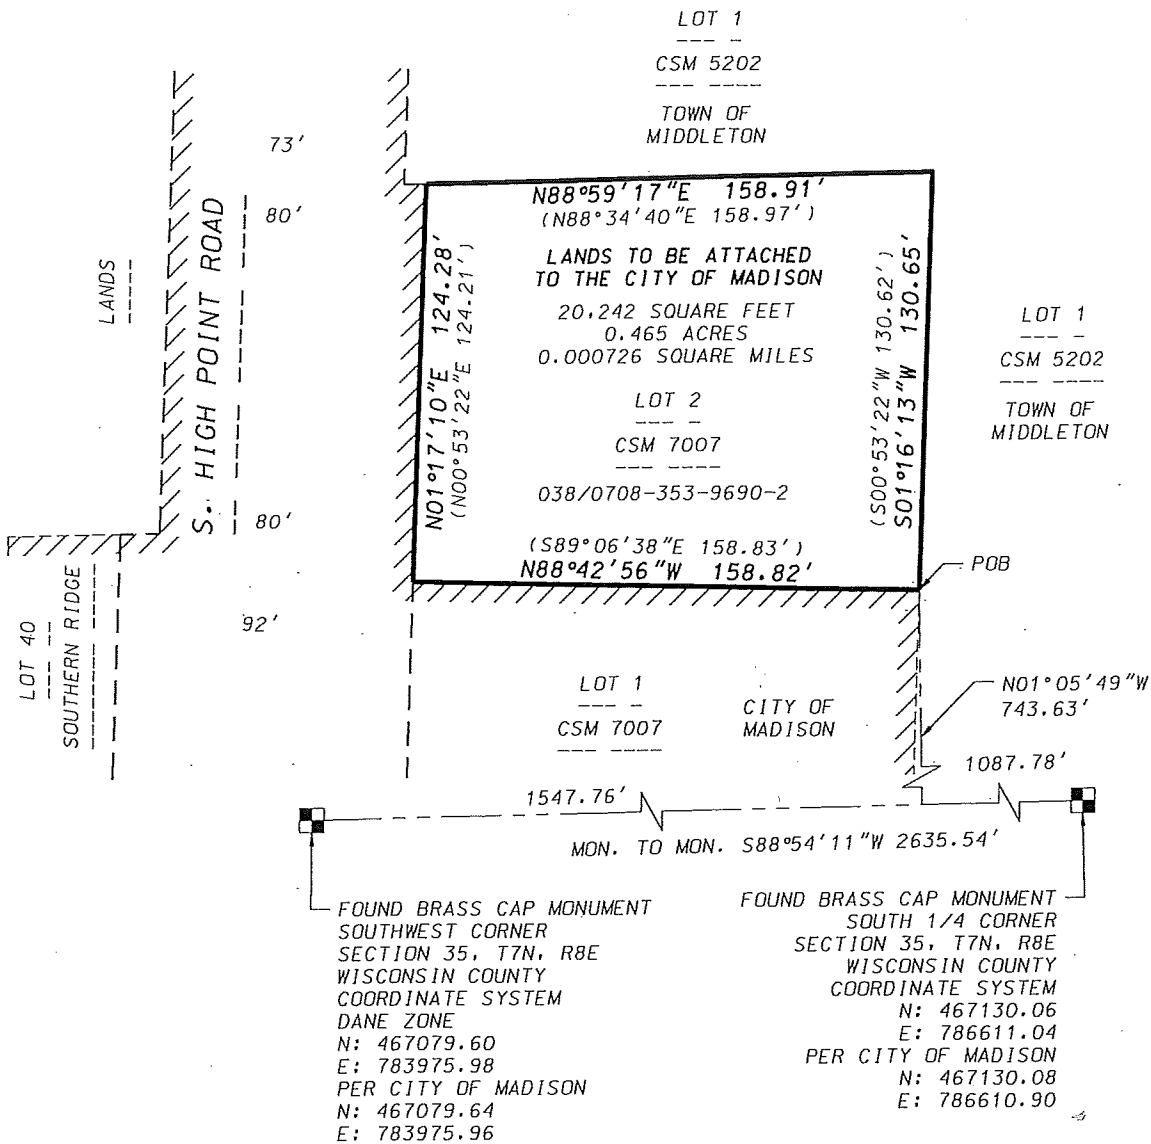 LOT 1
CSM 5202
TOWN OF
MIDDLETON
73'
80'
S. HIGH POINT ROAD
LANDS
N88°59'17"E 158.91'
(N88°34'40"E 158.97')
LANDS TO BE ATTACHED
TO THE CITY OF MADISON
20,242 SQUARE FEET
0.465 ACRES
0.000726 SQUARE MILES
LOT 2
CSM 7007
038/0708-353-9690-2
(S89°06'38"E 158.83')
N88°42'56"W 158.82'
N01°17'10"E 124.28'
(N00°53'22"E 124.21')
(S00°53'22"W 130.62')
S01°16'13"W 130.65'
LOT 1
CSM 5202
TOWN OF
MIDDLETON
80'
POB
92'
LOT 40
SOUTHERN RIDGE
LOT 1
CSM 7007
CITY OF
MADISON
N01°05'49"W
743.63'
1087.78'
1547.76'
MON. TO MON. S88°54'11"W 2635.54'
FOUND BRASS CAP MONUMENT
SOUTHWEST CORNER
SECTION 35, T7N, R8E
WISCONSIN COUNTY
COORDINATE SYSTEM
DANE ZONE
N: 467079.60
E: 783975.98
PER CITY OF MADISON
N: 467079.64
E: 783975.96
FOUND BRASS CAP MONUMENT
SOUTH 1/4 CORNER
SECTION 35, T7N, R8E
WISCONSIN COUNTY
COORDINATE SYSTEM
N: 467130.06
E: 786611.04
PER CITY OF MADISON
N: 467130.08
E: 786610.90